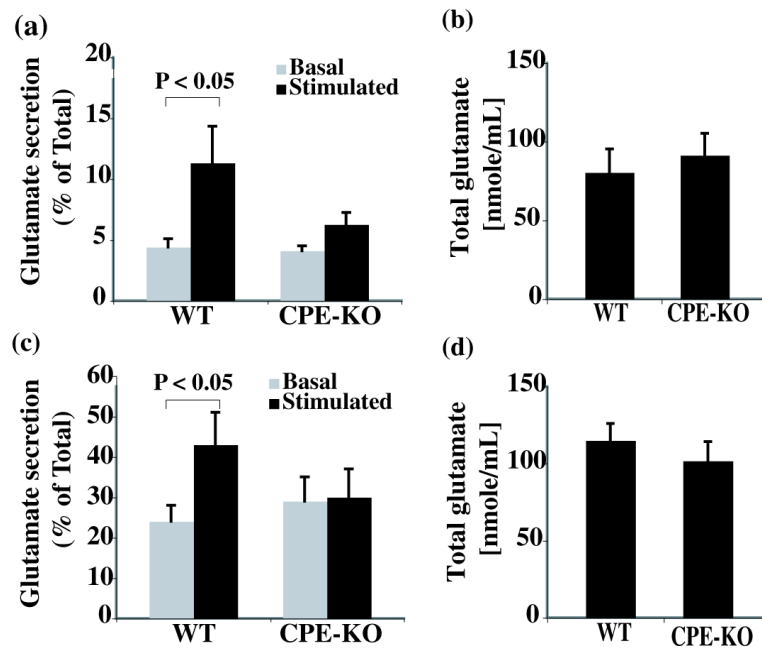 (a)
Glutamate secretion
(% of Total)
20
15
10
5
0
P < 0.05
Basal
Stimulated
WT
CPE-KO
(b)
Total glutamate
[nmole/mL]
150
100
50
0
WT
CPE-KO
(c)
Glutamate secretion
(% of Total)
60
50
40
30
20
10
0
P < 0.05
Basal
Stimulated
WT
CPE-KO
(d)
Total glutamate
[nmole/mL]
150
100
50
0
WT
CPE-KO